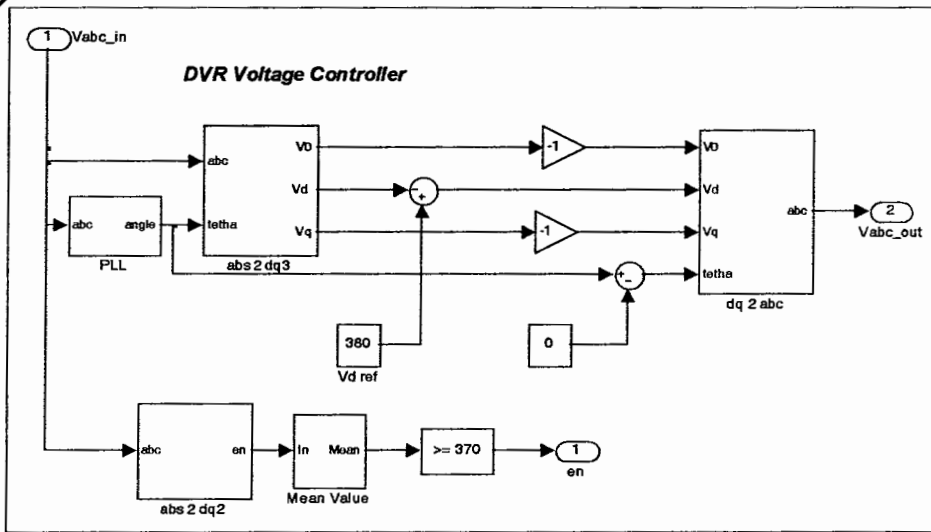 1
Vabc_in
DVR Voltage Controller
abc
tetha
V0
Vd
Vq
abs 2 dq3
abc
angle
PLL
-1
-1
-
+
+
-
V0
Vd
Vq
tetha
abc
dq 2 abc
2
Vabc_out
380
Vd ref
0
abc
en
abs 2 dq2
In
Mean
Mean Value
>= 370
1
en